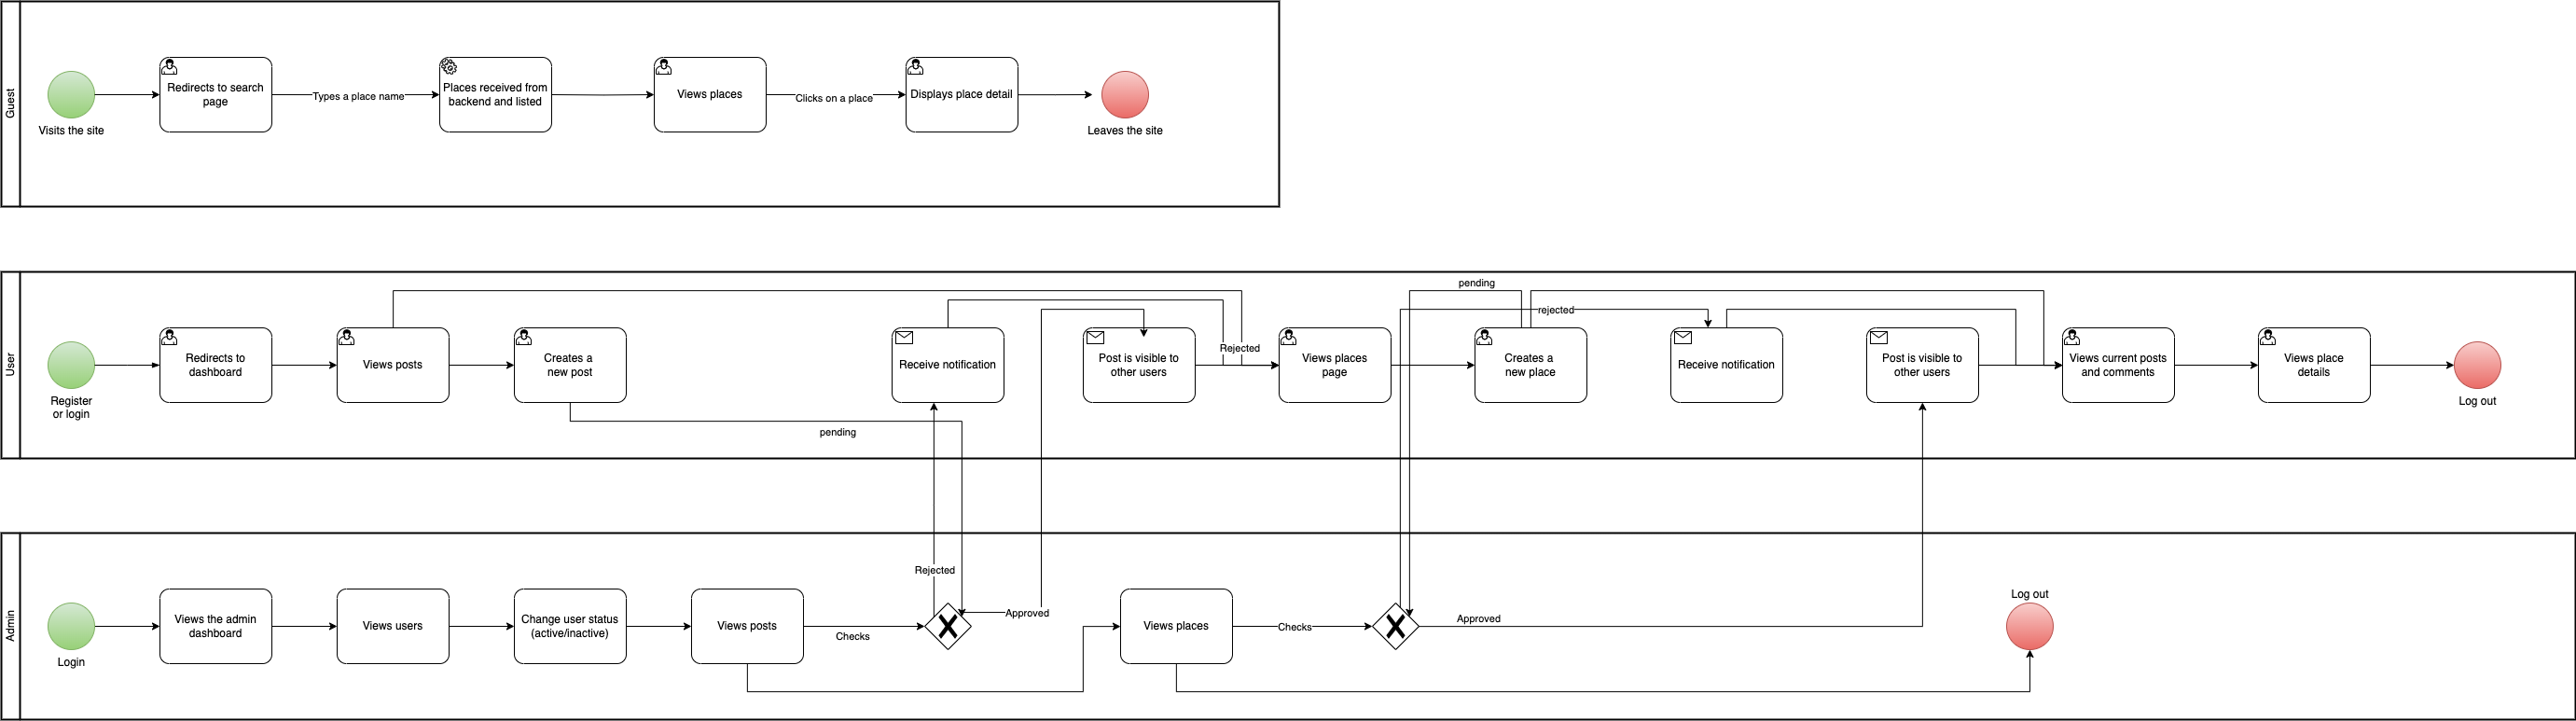 Guest
Visits the site
Redirects to search
page
Types a place name
Places received from
backend and listed
Views places
Clicks on a place
Displays place detail
Leaves the site
User
Register
or login
Redirects to
dashboard
Views posts
Creates a
new post
pending
Receive notification
Post is visible to
other users
Rejected
Views places
page
pending
Creates a
new place
rejected
Receive notification
Post is visible to
other users
Views current posts
and comments
Views place
details
Log out
Admin
Login
Views the admin
dashboard
Views users
Change user status
(active/inactive)
Views posts
Checks
Rejected
Approved
Views places
Checks
Approved
Log out